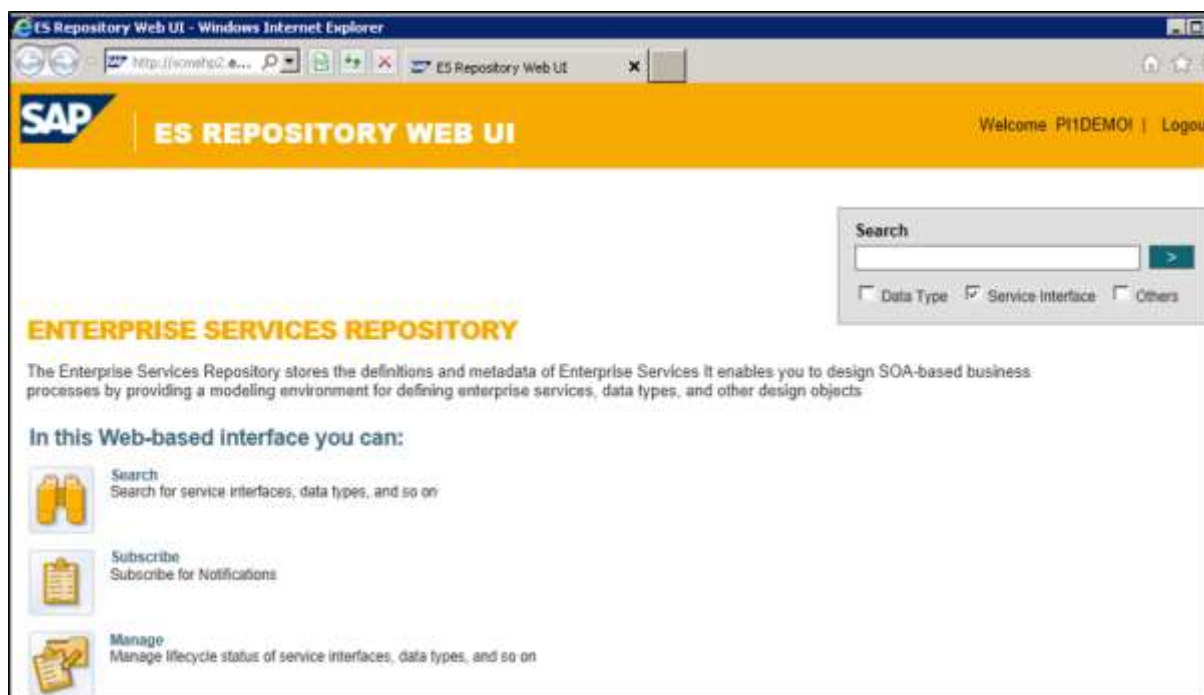 ES Repository Web UI - Windows Internet Explorer
ES Repository Web UI
SAP
ES REPOSITORY WEB UI
Welcome PI1DEMOI | Logou
Search
>
Data Type Service Interface Others
ENTERPRISE SERVICES REPOSITORY
The Enterprise Services Repository stores the definitions and metadata of Enterprise Services It enables you to design SOA-based business
processes by providing a modeling environment for defining enterprise services, data types, and other design objects
In this Web-based interface you can:
Search
Search for service interfaces, data types, and so on
Subscribe
Subscribe for Notifications
Manage
Manage lifecycle status of service interfaces, data types, and so on